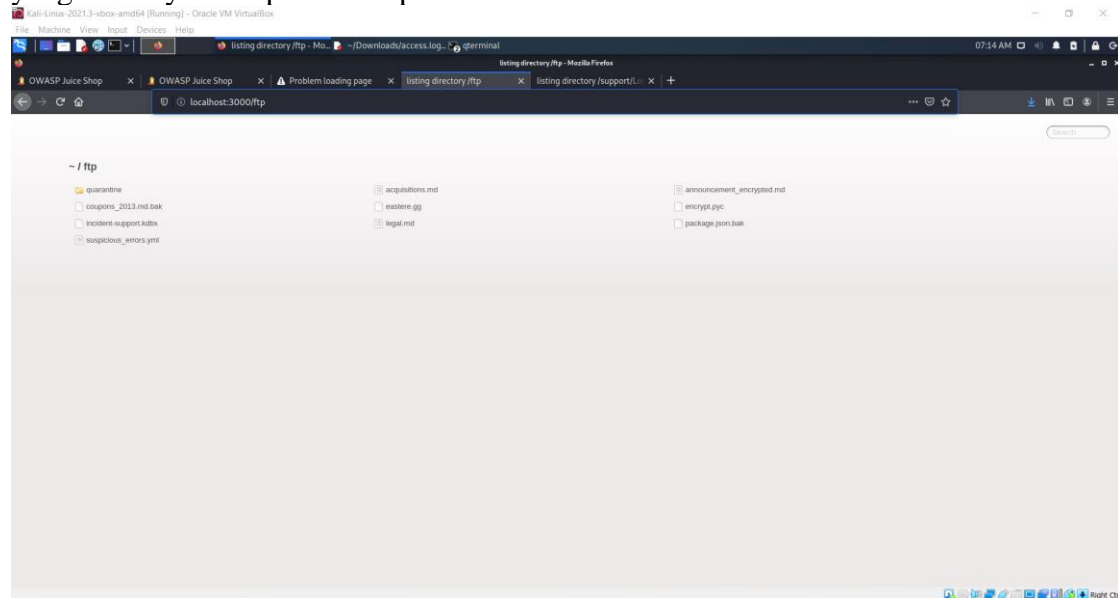 Kali-Linux-2021.3-vbox-amd64 [Running] - Oracle VM VirtualBox
File Machine View Input Devices Help
listing directory /ftp - Mo... ~/Downloads/access.log... qterminal 07:14 AM
listing directory /ftp - Mozilla Firefox
OWASP Juice Shop OWASP Juice Shop Problem loading page listing directory /ftp listing directory /support/Lo
localhost:3000/ftp
Search
~ / ftp
quarantine acquisitions.md announcement_encrypted.md
coupons_2013.md.bak eastere.gg encrypt.pyc
incident-support.kdbx legal.md package.json.bak
suspicious_errors.yml
Right Ct